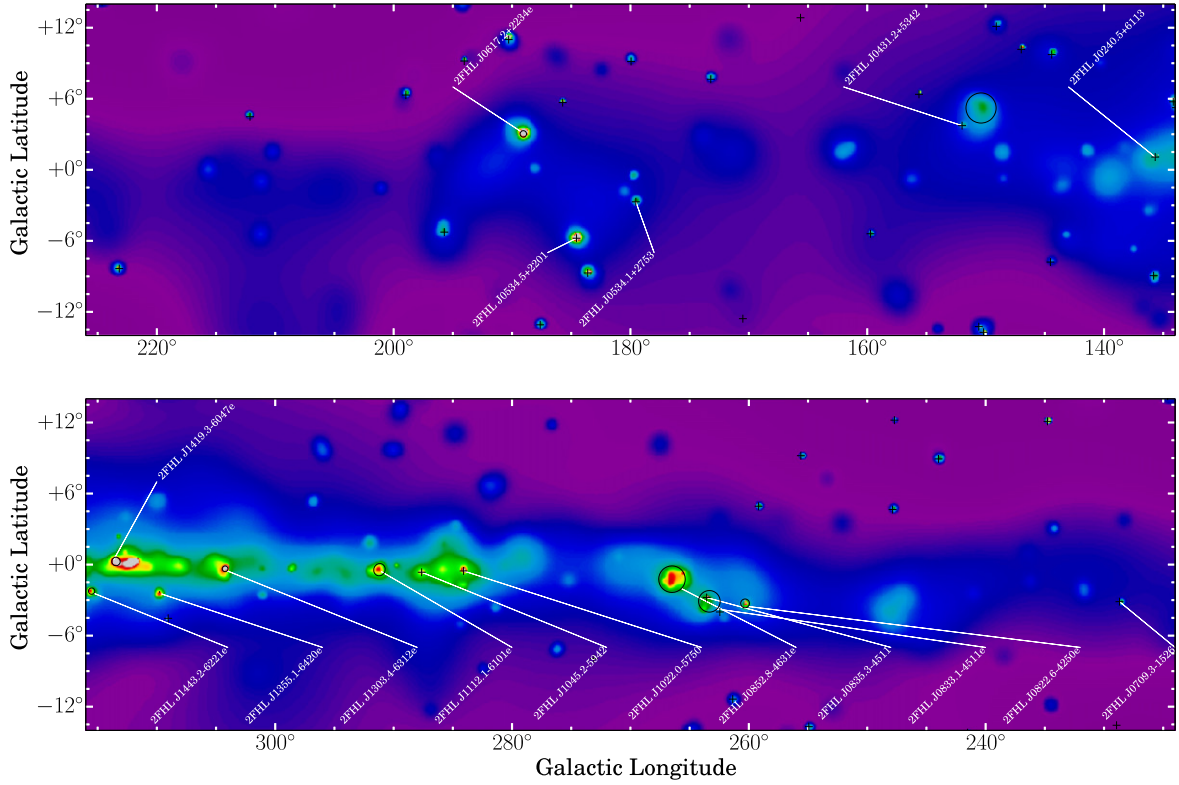 +12°
+6°
+0°
−6°
−12°
Galactic Latitude
2FHL J0617.2+2234e
2FHL J0431.2+5342
2FHL J0240.5+6113
2FHL J0534.5+2201
2FHL J0534.1+2753
220°
200°
180°
160°
140°
+12°
+6°
+0°
−6°
−12°
Galactic Latitude
2FHL J1419.3-6047e
2FHL J1443.2-6221e
2FHL J1355.1-6420e
2FHL J1303.4-6312e
2FHL J1112.1-6101e
2FHL J1045.2-5942
2FHL J1022.0-5750
2FHL J0852.8-4631e
2FHL J0835.3-4511
2FHL J0833.1-4511e
2FHL J0822.6-4250e
2FHL J0709.3-1526
300°
280°
260°
240°
Galactic Longitude